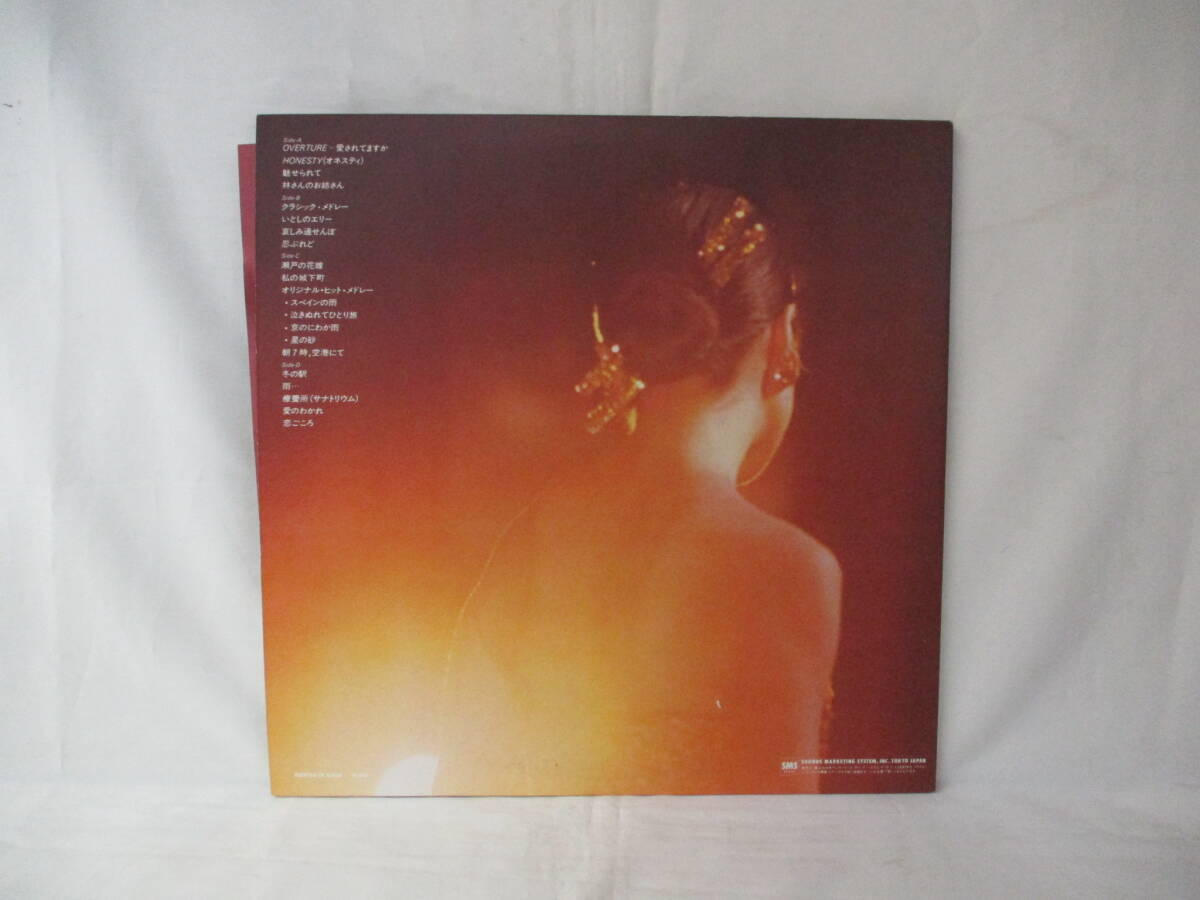 Side-A
OVERTURE〜愛されてますか
HONESTY(オネスティ)
魅せられて
林さんのお姑さん
Side-B
クラシック・メドレー
いとしのエリー
哀しみ通せんぼ
忍ぶれど
Side-C
瀬戸の花嫁
私の城下町
オリジナル・ヒット・メドレー
・スペインの雨
・泣きぬれてひとり旅
・京のにわか雨
・星の砂
朝7時,空港にて
Side-D
冬の駅
雨…
療養所(サナトリウム)
愛のわかれ
恋ごころ
SMS
SOUNDS MARKETING SYSTEM, INC. TOKYO JAPAN